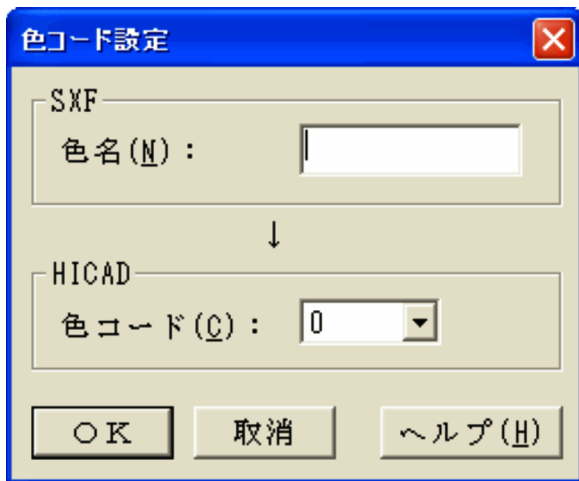 色コード設定
SXF
色名(N)：
↓
HICAD
色コード(C)： 0
ＯＫ 取消 ヘルプ(H)